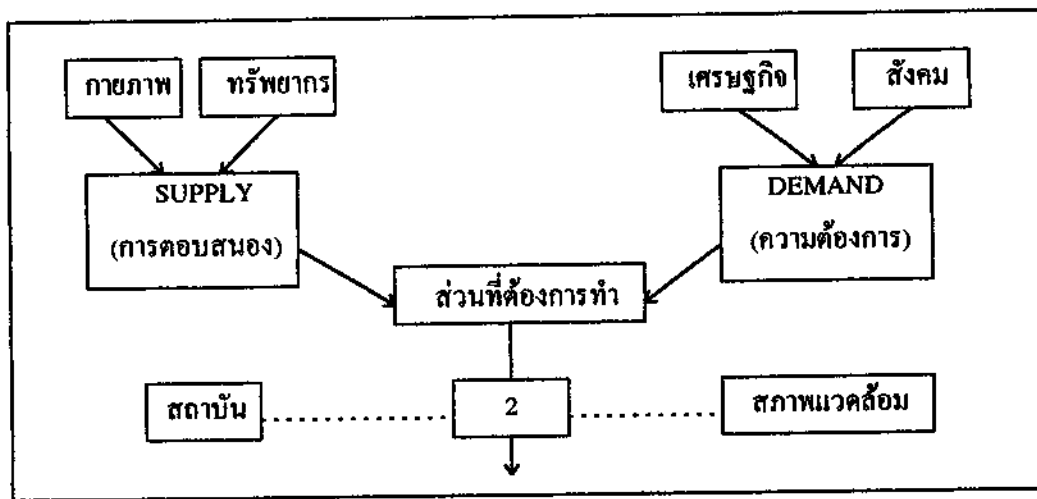 กายภาพ
ทรัพยากร
เศรษฐกิจ
สังคม
SUPPLY
(การตอบสนอง)
DEMAND
(ความต้องการ)
ส่วนที่ต้องการทำ
สถาบัน
2
สภาพแวดล้อม